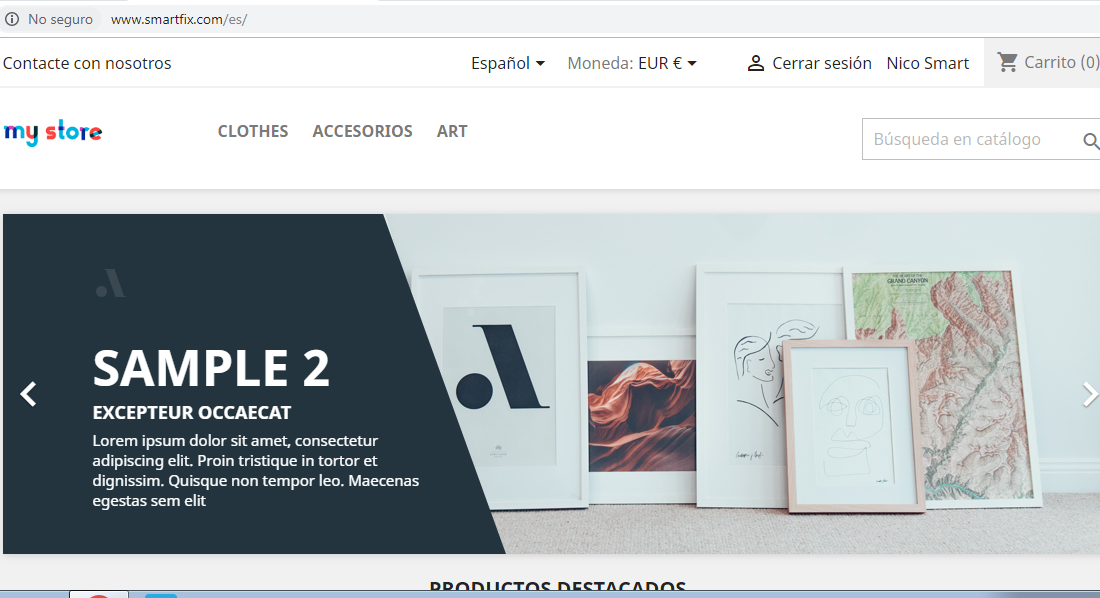 No seguro www.smartfix.com/es/
Contacte con nosotros Español Moneda: EUR € Cerrar sesión Nico Smart Carrito (0)
my store CLOTHES ACCESORIOS ART Búsqueda en catálogo
GRAND CANYON
SAMPLE 2
EXCEPTEUR OCCAECAT
Lorem ipsum dolor sit amet, consectetur
adipiscing elit. Proin tristique in tortor et
dignissim. Quisque non tempor leo. Maecenas
egestas sem elit
PRODUCTOS DESTACADOS